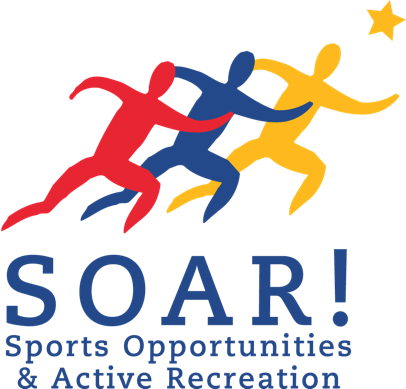 SOAR!
Sports Opportunities
& Active Recreation